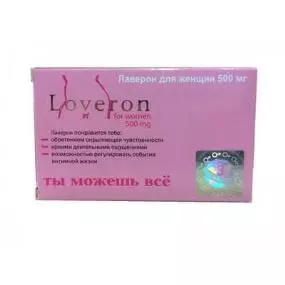 Лаверон для женщин 500 мг
Loveron
for women
500 mg
Лаверон понравится тебе:
обретением окрыляющей чувственности
яркими длительными ощущениями
возможностью регулировать события
интимной жизни
ты можешь всё